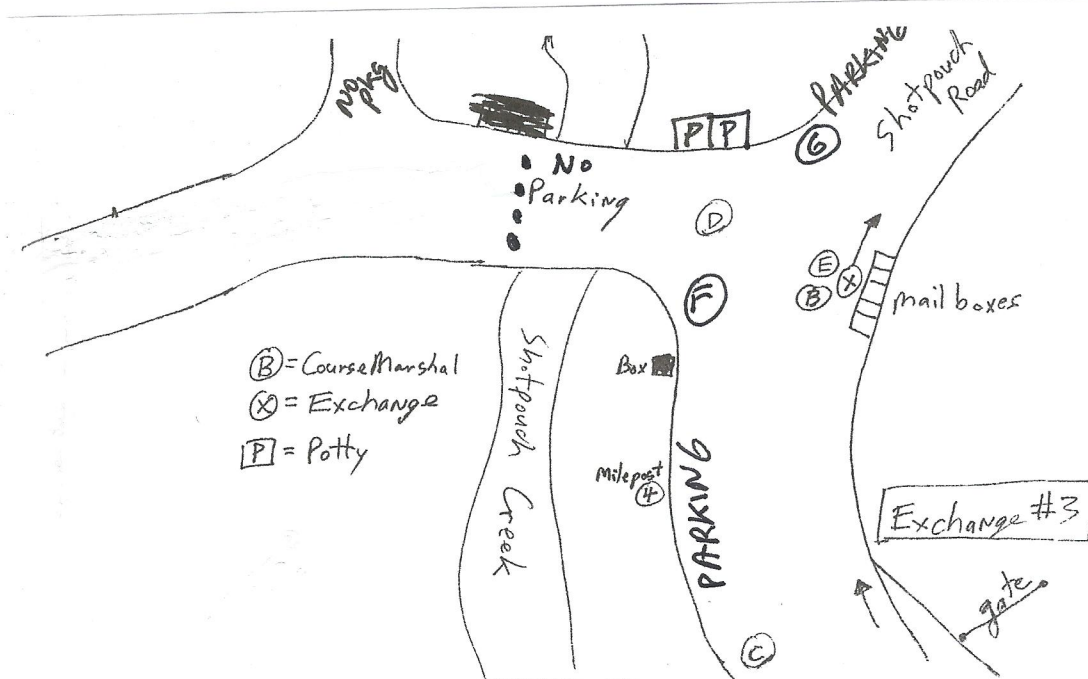 No
PKg
PARKING
Shotpouch
Road
P P
G
No
Parking
D
E
X
B
mail boxes
F
B = Course Marshal
X = Exchange
P = Potty
Box
Shotpouch Creek
Milepost
4
PARKING
Exchange #3
gate
C